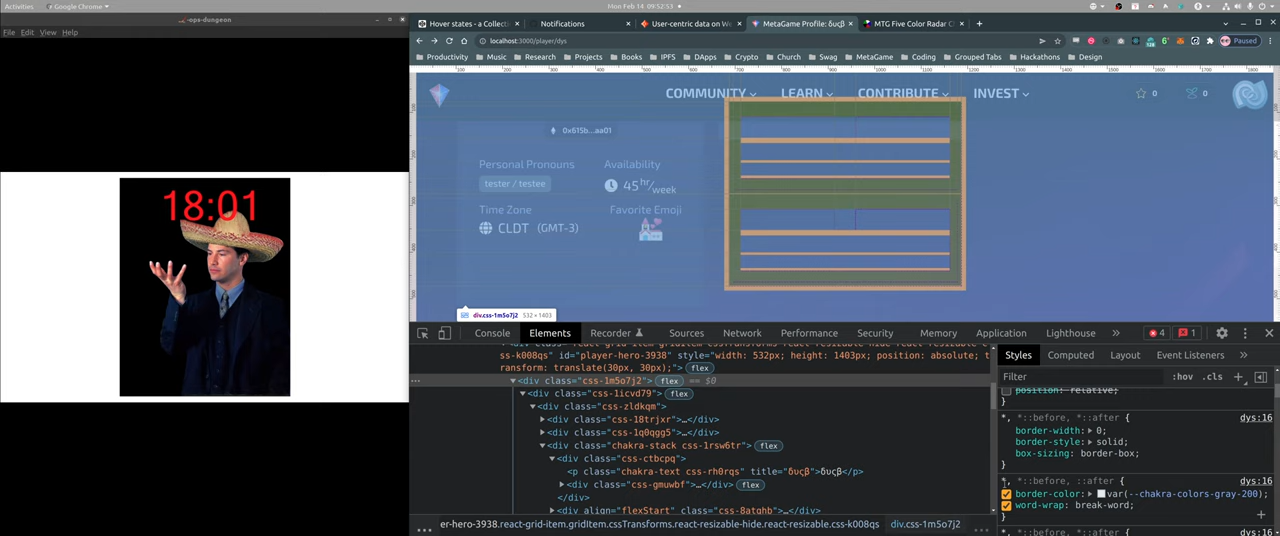 Activities Google Chrome Mon Feb 14 09:52:53
-ops-dungeon
File Edit View Help
18:01
Hover states - a Collecti Notifications User-centric data on We MetaGame Profile: δυςβ MTG Five Color Radar C
localhost:3000/player/dys Paused
Productivity Music Research Projects Books IPFS DApps Crypto Church Swag MetaGame Coding Grouped Tabs Hackathons Design
COMMUNITY LEARN CONTRIBUTE INVEST 0 0
0x615b...aa01
Personal Pronouns Availability
tester / testee 45 hr/week
Time Zone Favorite Emoji
CLDT (GMT-3)
div.css-1m5o7j2 532 × 1403
Console Elements Recorder Sources Network Performance Security Memory Application Lighthouse 4 1
ss-k008qs" id="player-hero-3938" style="width: 532px; height: 1403px; position: absolute; t
ransform: translate(30px, 30px);"> flex
<div class="css-1m5o7j2"> flex == $0
<div class="css-1icvd79"> flex
<div class="css-zldkqm">
<div class="css-18trjxr">…</div>
<div class="css-1q0qgg5">…</div>
<div class="chakra-stack css-1rsw6tr"> flex
<div class="css-ctbcpq">
<p class="chakra-text css-rh0rqs" title="δυςβ">δυςβ</p>
<div class="css-gmuwbf">…</div> flex
</div>
<div align="flexStart" class="css-8atqhb">…</div>
er-hero-3938.react-grid-item.gridItem.cssTransforms.react-resizable-hide.react-resizable.css-k008qs div.css-1m5o7j2
Styles Computed Layout Event Listeners
Filter :hov .cls
position: relative;
}
*, *::before, *::after { dys:16
border-width: 0;
border-style: solid;
box-sizing: border-box;
}
*, *::before, ::after { dys:16
border-color: var(--chakra-colors-gray-200);
word-wrap: break-word;
}